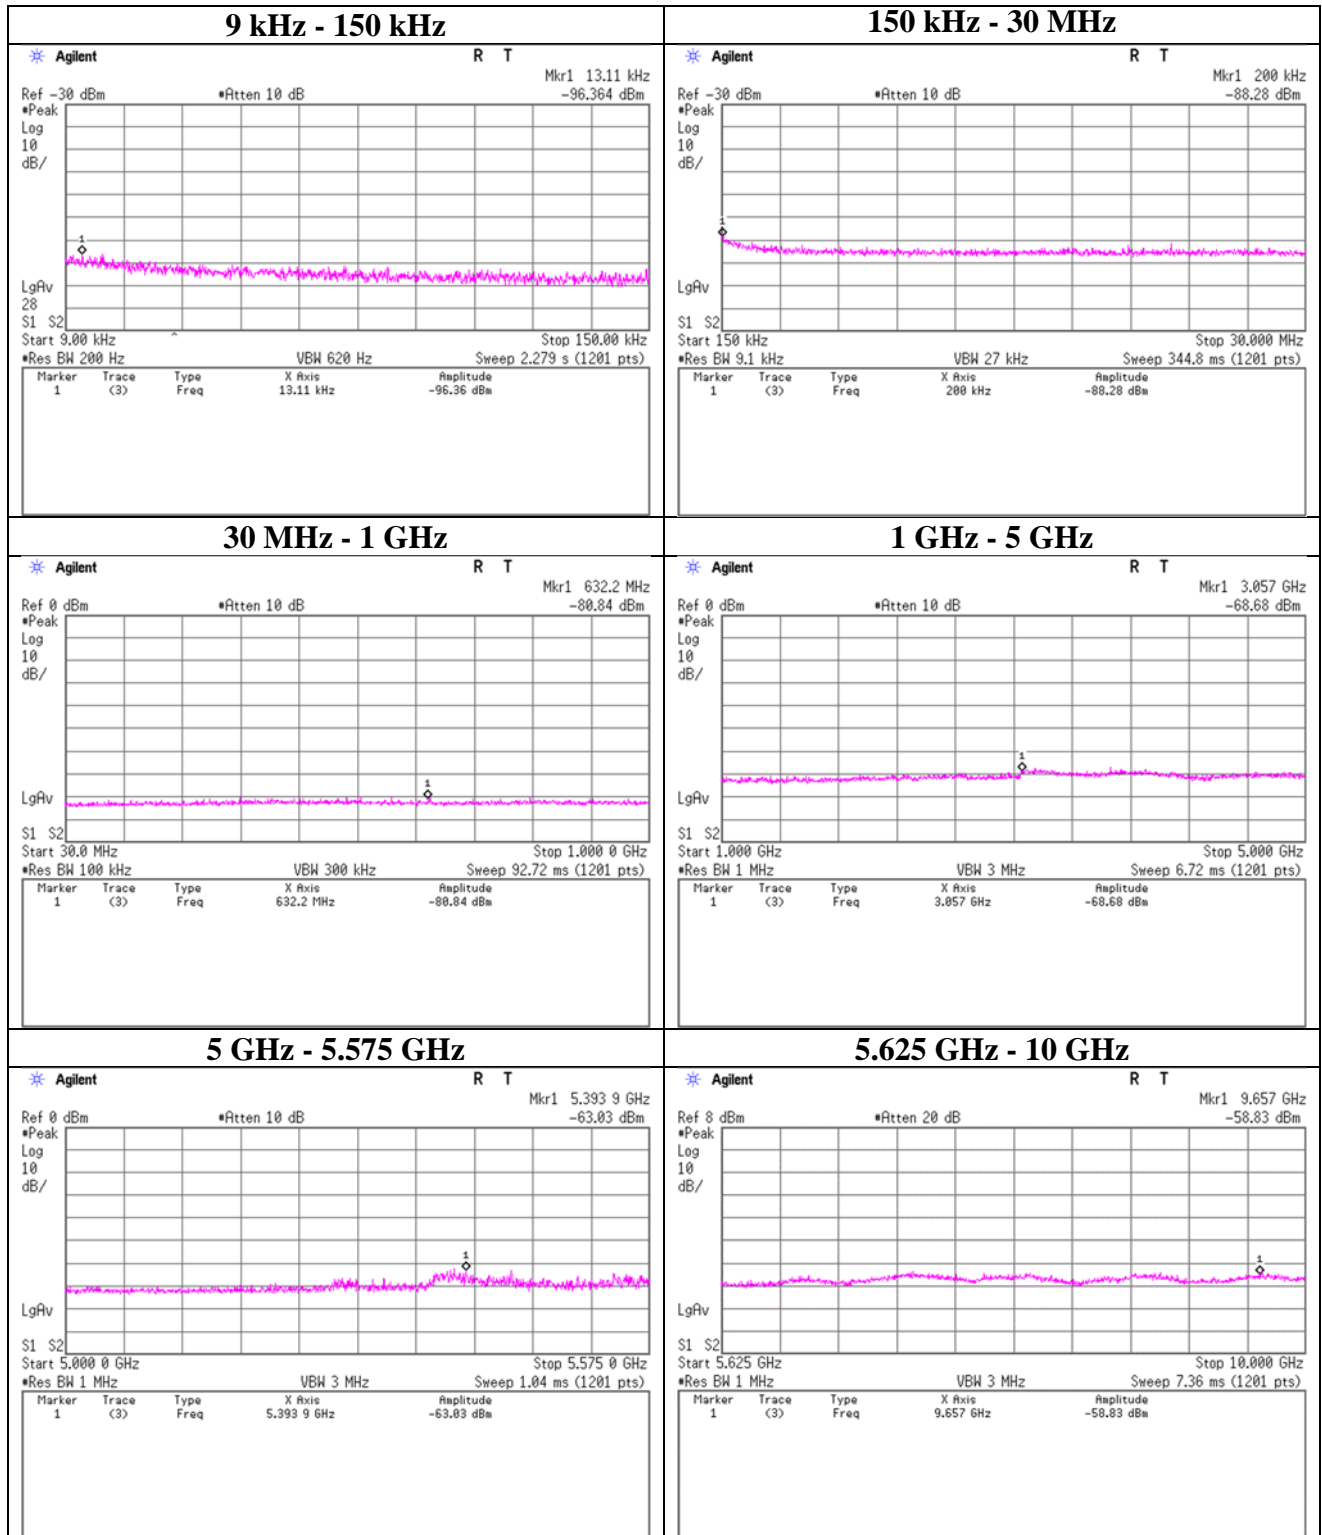 9 kHz - 150 kHz
Agilent R T
Mkr1 13.11 kHz
Ref -30 dBm #Atten 10 dB -96.364 dBm
#Peak
Log
10
dB/
1
LgAv
28
S1 S2
Start 9.00 kHz ^ Stop 150.00 kHz
#Res BW 200 Hz VBW 620 Hz Sweep 2.279 s (1201 pts)
Marker Trace Type X Axis Amplitude
1 (3) Freq 13.11 kHz -96.36 dBm
150 kHz - 30 MHz
Agilent R T
Mkr1 200 kHz
Ref -30 dBm #Atten 10 dB -88.28 dBm
#Peak
Log
10
dB/
1
LgAv
S1 S2
Start 150 kHz Stop 30.000 MHz
#Res BW 9.1 kHz VBW 27 kHz Sweep 344.8 ms (1201 pts)
Marker Trace Type X Axis Amplitude
1 (3) Freq 200 kHz -88.28 dBm
30 MHz - 1 GHz
Agilent R T
Mkr1 632.2 MHz
Ref 0 dBm #Atten 10 dB -80.84 dBm
#Peak
Log
10
dB/
1
LgAv
S1 S2
Start 30.0 MHz Stop 1.000 0 GHz
#Res BW 100 kHz VBW 300 kHz Sweep 92.72 ms (1201 pts)
Marker Trace Type X Axis Amplitude
1 (3) Freq 632.2 MHz -80.84 dBm
1 GHz - 5 GHz
Agilent R T
Mkr1 3.057 GHz
Ref 0 dBm #Atten 10 dB -68.68 dBm
#Peak
Log
10
dB/
1
LgAv
S1 S2
Start 1.000 GHz Stop 5.000 GHz
#Res BW 1 MHz VBW 3 MHz Sweep 6.72 ms (1201 pts)
Marker Trace Type X Axis Amplitude
1 (3) Freq 3.057 GHz -68.68 dBm
5 GHz - 5.575 GHz
Agilent R T
Mkr1 5.393 9 GHz
Ref 0 dBm #Atten 10 dB -63.03 dBm
#Peak
Log
10
dB/
1
LgAv
S1 S2
Start 5.000 0 GHz Stop 5.575 0 GHz
#Res BW 1 MHz VBW 3 MHz Sweep 1.04 ms (1201 pts)
Marker Trace Type X Axis Amplitude
1 (3) Freq 5.393 9 GHz -63.03 dBm
5.625 GHz - 10 GHz
Agilent R T
Mkr1 9.657 GHz
Ref 8 dBm #Atten 20 dB -58.83 dBm
#Peak
Log
10
dB/
1
LgAv
S1 S2
Start 5.625 GHz Stop 10.000 GHz
#Res BW 1 MHz VBW 3 MHz Sweep 7.36 ms (1201 pts)
Marker Trace Type X Axis Amplitude
1 (3) Freq 9.657 GHz -58.83 dBm